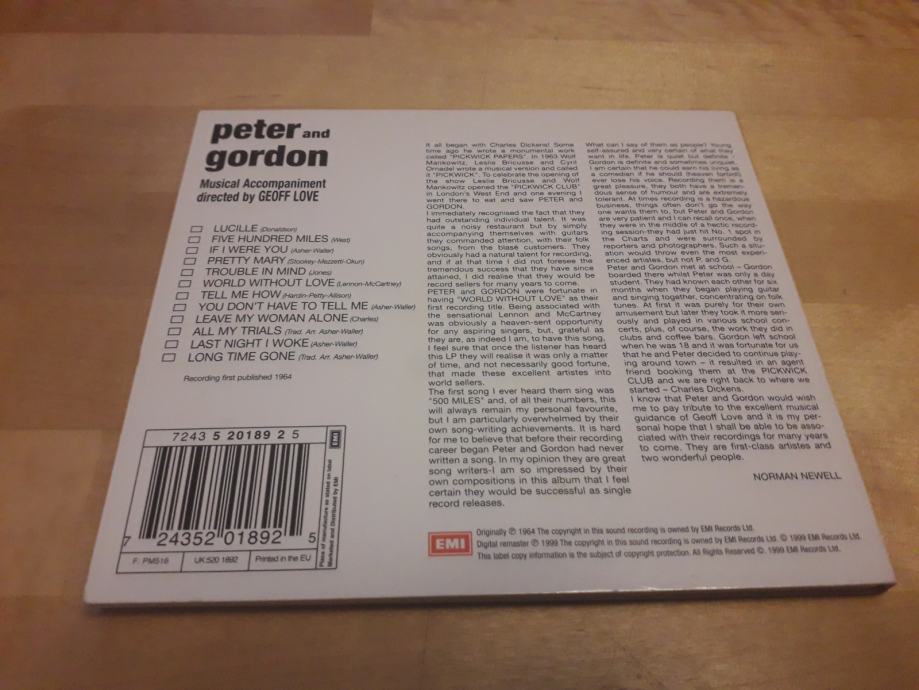 peter and
gordon
Musical Accompaniment
directed by GEOFF LOVE
LUCILLE (Donaldson)
FIVE HUNDRED MILES (West)
IF I WERE YOU (Asher-Waller)
PRETTY MARY (Stookey-Mezzetti-Okun)
TROUBLE IN MIND (Jones)
WORLD WITHOUT LOVE (Lennon-McCartney)
TELL ME HOW (Hardin-Petty-Allison)
YOU DON'T HAVE TO TELL ME (Asher-Waller)
LEAVE MY WOMAN ALONE (Charles)
ALL MY TRIALS (Trad. Arr. Asher-Waller)
LAST NIGHT I WOKE (Asher-Waller)
LONG TIME GONE (Trad. Arr. Asher-Waller)
Recording first published 1964
It all began with Charles Dickens! Some
time ago he wrote a monumental work
called "PICKWICK PAPERS". In 1963 Wolf
Mankowitz, Leslie Bricusse and Cyril
Ornadel wrote a musical version and called
it "PICKWICK". To celebrate the opening of
the show Leslie Bricusse and Wolf
Mankowitz opened the "PICKWICK CLUB"
in London's West End and one evening I
went there to eat and saw PETER and
GORDON.
I immediately recognised the fact that they
had outstanding individual talent. It was
quite a noisy restaurant but by simply
accompanying themselves with guitars
they commanded attention, with their folk
songs, from the blasé customers. They
obviously had a natural talent for recording,
and if at that time I did not foresee the
tremendous success that they have since
attained, I did realise that they would be
record sellers for many years to come.
PETER and GORDON were fortunate in
having "WORLD WITHOUT LOVE" as their
first recording title. Being associated with
the sensational Lennon and McCartney
was obviously a heaven-sent opportunity
for any aspiring singers, but, grateful as
they are, as indeed I am, to have this song,
I feel sure that once the listener has heard
this LP they will realise it was only a matter
of time, and not necessarily good fortune,
that made these excellent artistes into
world sellers.
The first song I ever heard them sing was
"500 MILES" and, of all their numbers, this
will always remain my personal favourite,
but I am particularly overwhelmed by their
own song-writing achievements. It is hard
for me to believe that before their recording
career began Peter and Gordon had never
written a song. In my opinion they are great
song writers-I am so impressed by their
own compositions in this album that I feel
certain they would be successful as single
record releases.
What can I say of them as people? Young
self-assured and very certain of what they
want in life. Peter is quiet but definite -
Gordon is definite and sometimes unquiet.
I am certain that he could earn his living as
a comedian if he should (heaven forbid!)
ever lose his voice. Recording them is a
great pleasure, they both have a tremen-
dous sense of humour and are extremely
tolerant. At times recording is a hazardous
business, things often don't go the way
one wants them to, but Peter and Gordon
are very patient and I can recall once, when
they were in the middle of a hectic record-
ing session-they had just hit No. 1 spot in
the Charts and were surrounded by
reporters and photographers. Such a situ-
ation would throw even the most experi-
enced artistes, but not P. and G.
Peter and Gordon met at school – Gordon
boarded there whilst Peter was only a day
student. They had known each other for six
months when they began playing guitar
and singing together, concentrating on folk
tunes. At first it was purely for their own
amusement but later they took it more seri-
ously and played in various school con-
certs, plus, of course, the work they did in
clubs and coffee bars. Gordon left school
when he was 18 and it was fortunate for us
that he and Peter decided to continue play-
ing around town – it resulted in an agent
friend booking them at the PICKWICK
CLUB and we are right back to where we
started – Charles Dickens.
I know that Peter and Gordon would wish
me to pay tribute to the excellent musical
guidance of Geoff Love and it is my per-
sonal hope that I shall be able to be asso-
ciated with their recordings for many years
to come. They are first-class artistes and
two wonderful people.
NORMAN NEWELL
7243 5 20189 2 5
7 24352 01892 5
F: PM516
UK:520 1892
Printed in the EU
EMI
Place of manufacture as stated on label
Marketed and Distributed by EMI
EMI
Originally ℗ 1964 The copyright in this sound recording is owned by EMI Records Ltd.
Digital remaster ℗ 1999 The copyright in this sound recording is owned by EMI Records Ltd. © 1999 EMI Records Ltd.
This label copy information is the subject of copyright protection. All Rights Reserved ©. 1999 EMI Records Ltd.